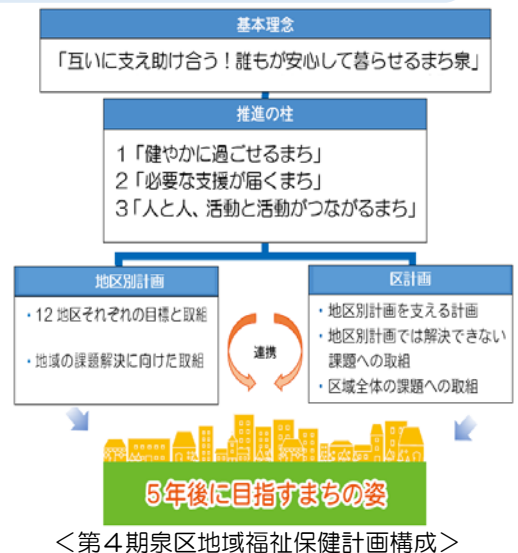 基本理念
「互いに支え助け合う！誰もが安心して暮らせるまち泉」
推進の柱
１「健やかに過ごせるまち」
２「必要な支援が届くまち」
３「人と人、活動と活動がつながるまち」
地区別計画
・12地区それぞれの目標と取組
・地域の課題解決に向けた取組
連携
区計画
・地区別計画を支える計画
・地区別計画では解決できない
課題への取組
・区域全体の課題への取組
５年後に目指すまちの姿
＜第４期泉区地域福祉保健計画構成＞